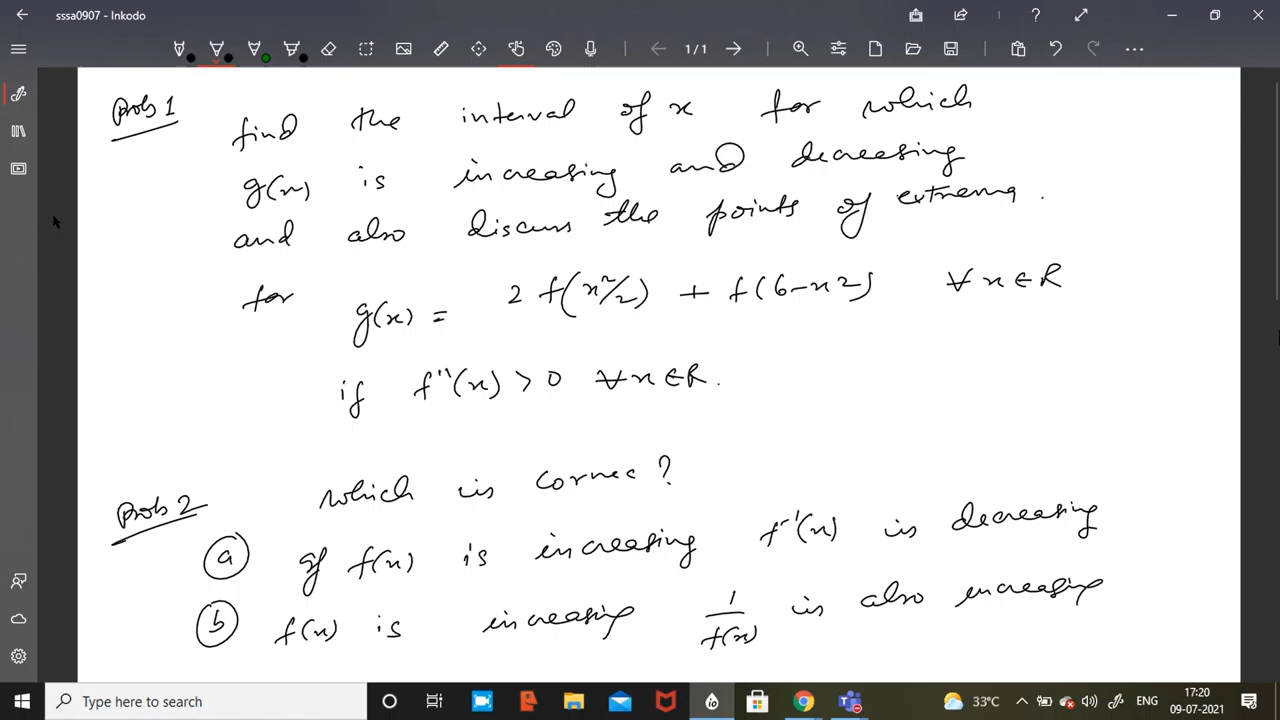 sssa0907 - Inkodo
1/1
Prob 1 find the interval of x for which
g(x) is increasing and decreasing
and also discuss the points of extrema.
for g(x) = 2 f(x²/2) + f(6-x2) ∀ x ∈ R
if f''(x) > 0 ∀ x ∈ R.
Prob 2 which is correc ?
(a) If f(x) is increasing f⁻¹(x) is decreasing
(b) f(x) is increasing 1/f(x) is also increasing
Type here to search
33°C
ENG
17:20
09-07-2021